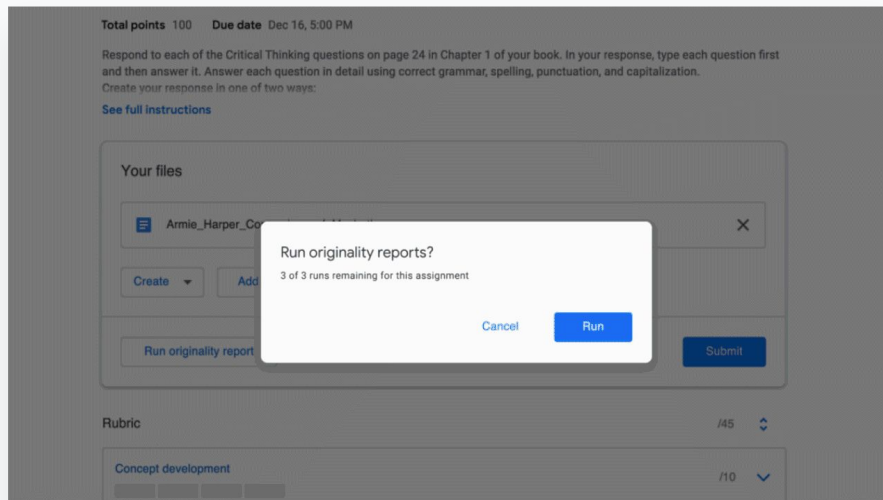 Total points 100 Due date Dec 16, 5:00 PM
Respond to each of the Critical Thinking questions on page 24 in Chapter 1 of your book. In your response, type each question first
and then answer it. Answer each question in detail using correct grammar, spelling, punctuation, and capitalization.
Create your response in one of two ways:
See full instructions
Your files
Armie_Harper_Co
Create
Add
Run originality reports?
3 of 3 runs remaining for this assignment
Cancel
Run
Run originality report
Submit
Rubric
/45
Concept development
/10